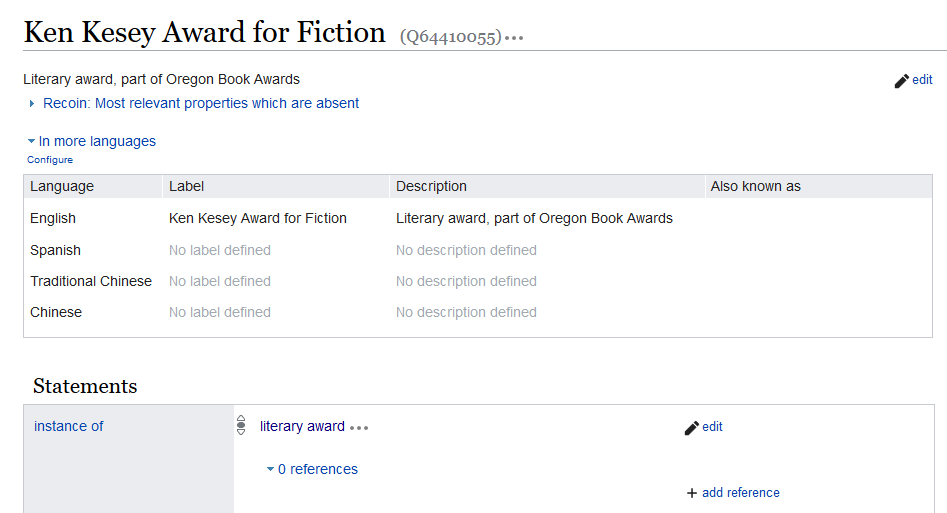 Ken Kesey Award for Fiction (Q64410055)
Literary award, part of Oregon Book Awards edit
Recoin: Most relevant properties which are absent
In more languages
Configure
Language Label Description Also known as
English Ken Kesey Award for Fiction Literary award, part of Oregon Book Awards
Spanish No label defined No description defined
Traditional Chinese No label defined No description defined
Chinese No label defined No description defined
Statements
instance of literary award edit
0 references
+ add reference